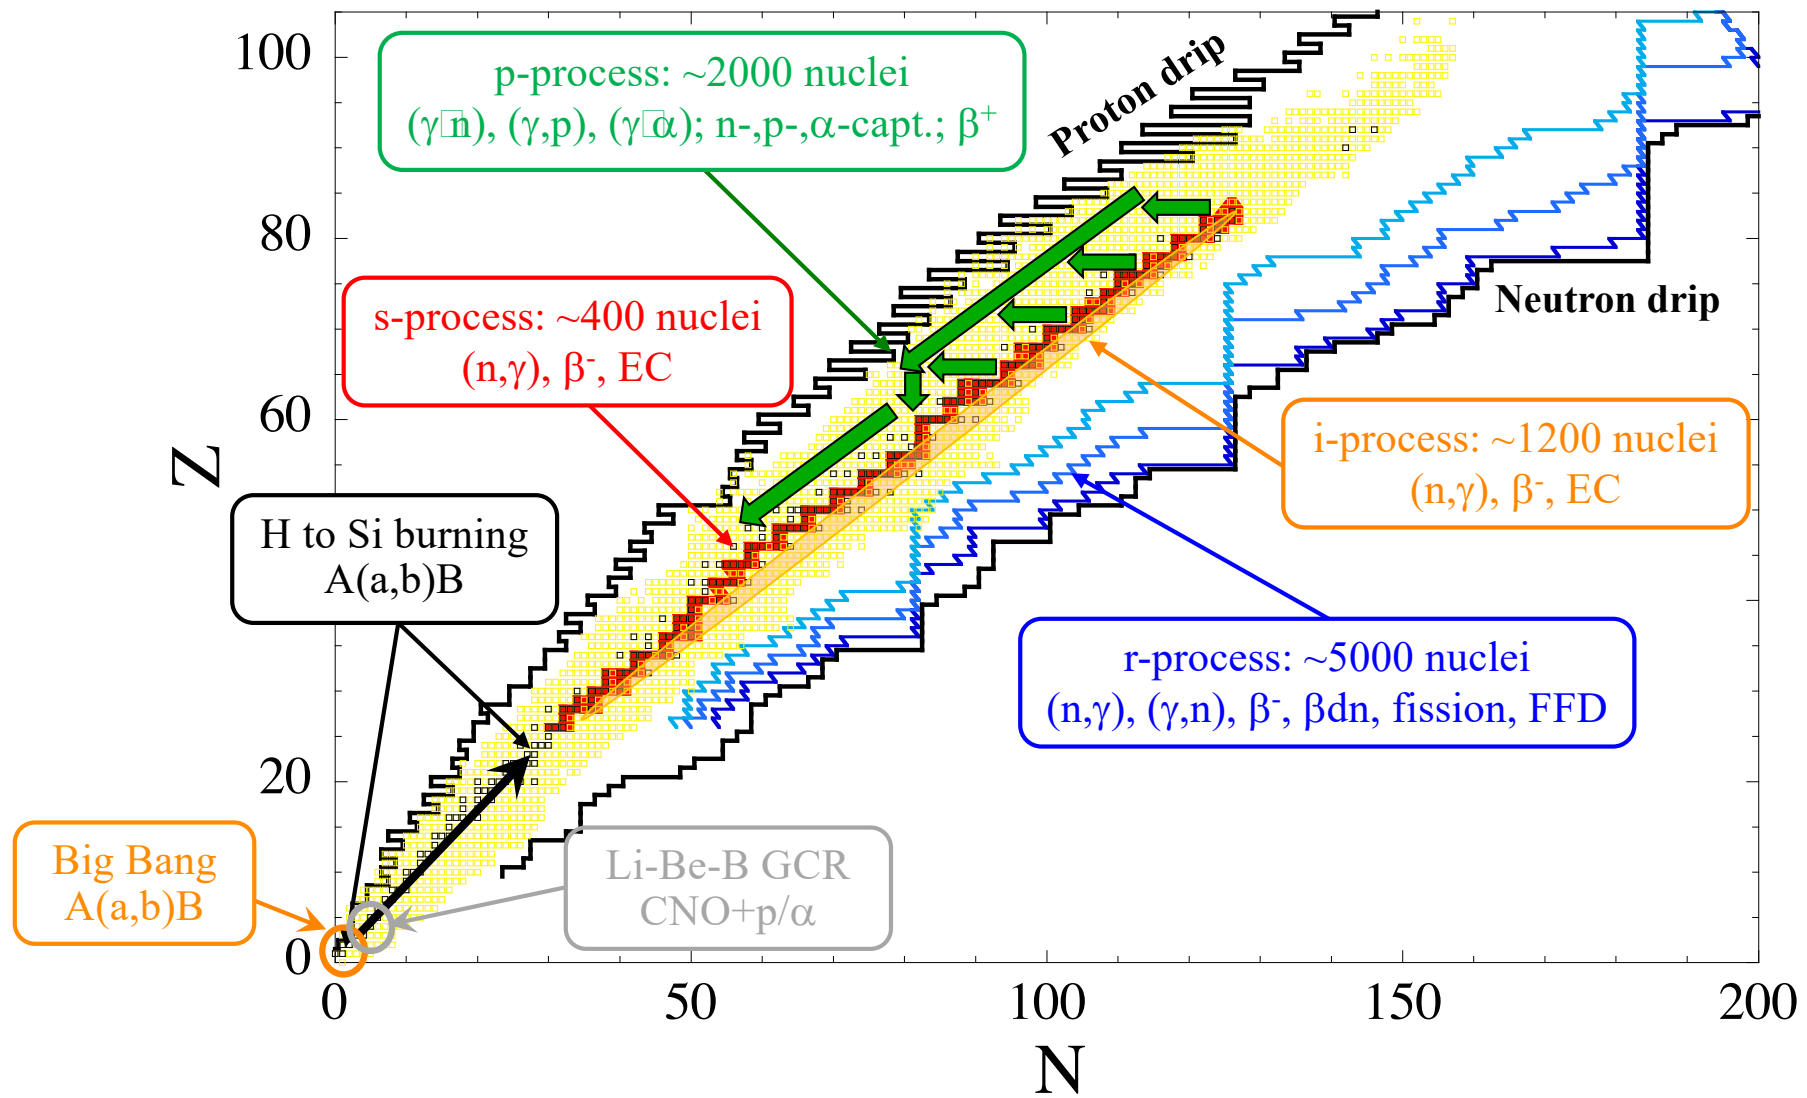 100
80
60
20
0
Z
0
50
100
150
200
N
p-process: ~2000 nuclei
(γ□n), (γ,p), (γ□α); n-,p-,α-capt.; β⁺
Proton drip
s-process: ~400 nuclei
(n,γ), β⁻, EC
Neutron drip
i-process: ~1200 nuclei
(n,γ), β⁻, EC
H to Si burning
A(a,b)B
r-process: ~5000 nuclei
(n,γ), (γ,n), β⁻, βdn, fission, FFD
Big Bang
A(a,b)B
Li-Be-B GCR
CNO+p/α